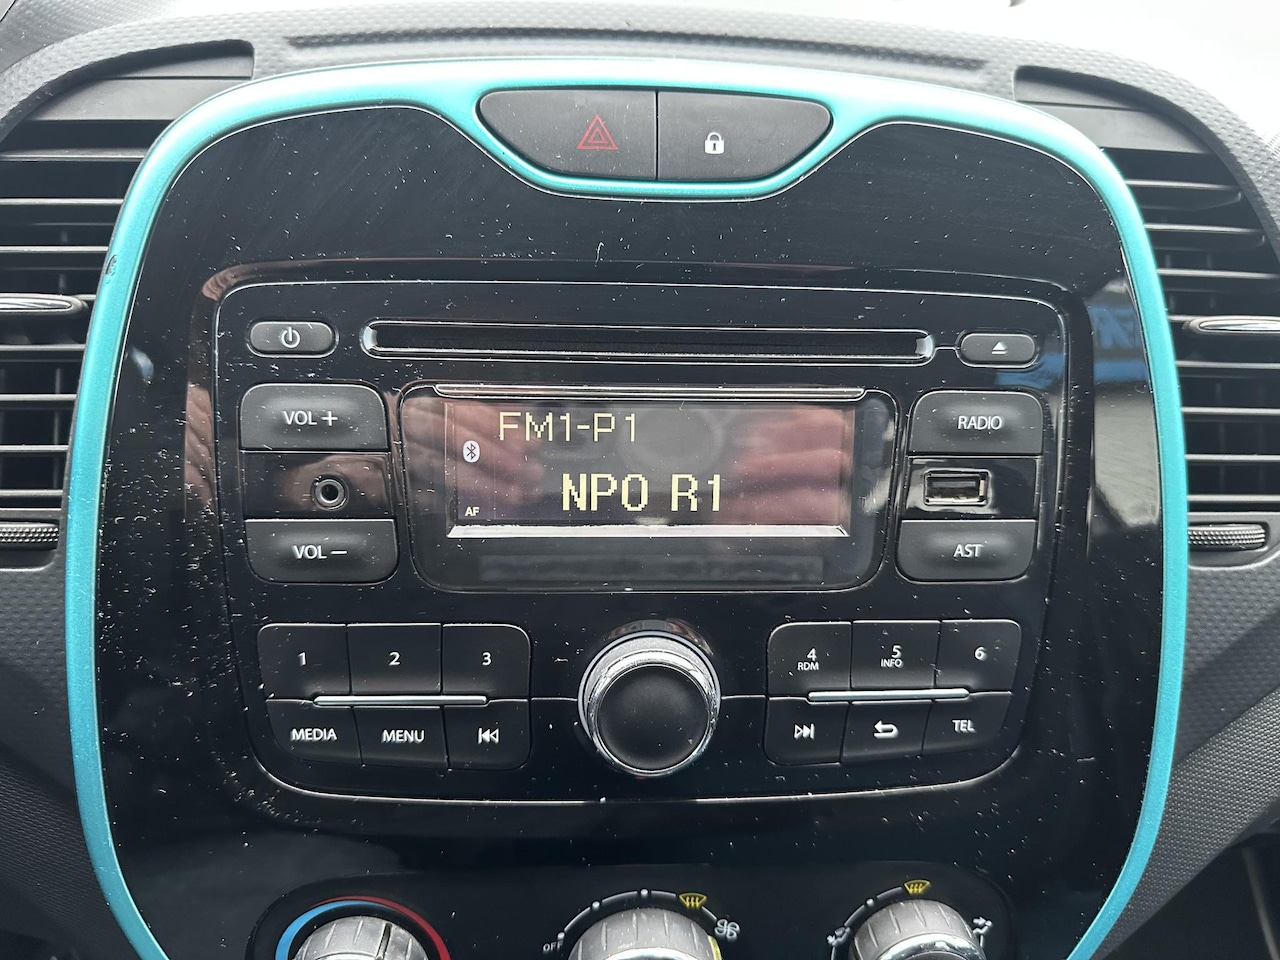 VOL +
FM1-P1
RADIO
NPO R1
AF
VOL -
AST
1
2
3
4
RDM
5
INFO
6
MEDIA
MENU
TEL
OFF